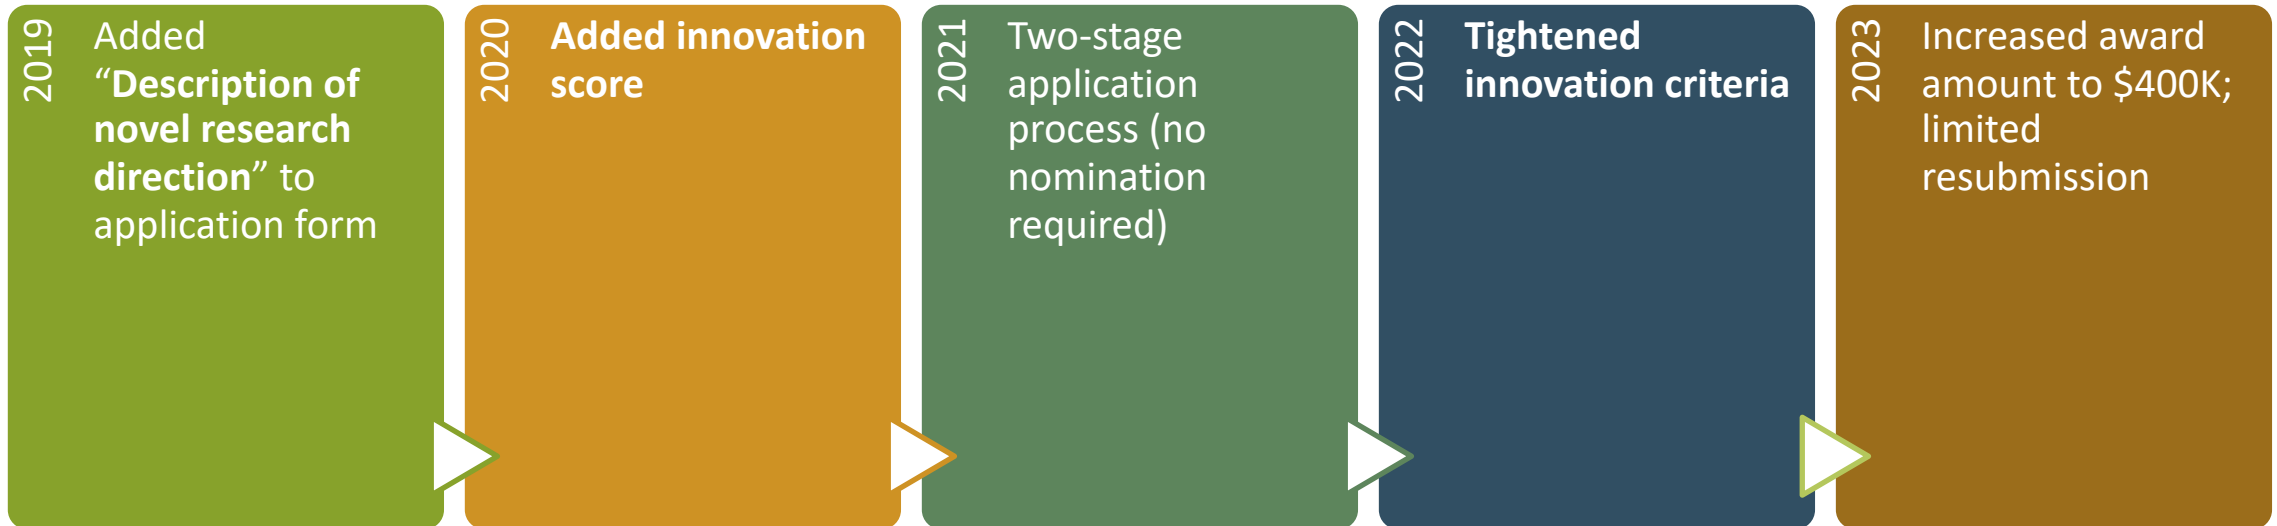 2019
Added
“Description of
novel research
direction” to
application form
2020
Added innovation
score
2021
Two-stage
application
process (no
nomination
required)
2022
Tightened
innovation criteria
2023
Increased award
amount to $400K;
limited
resubmission